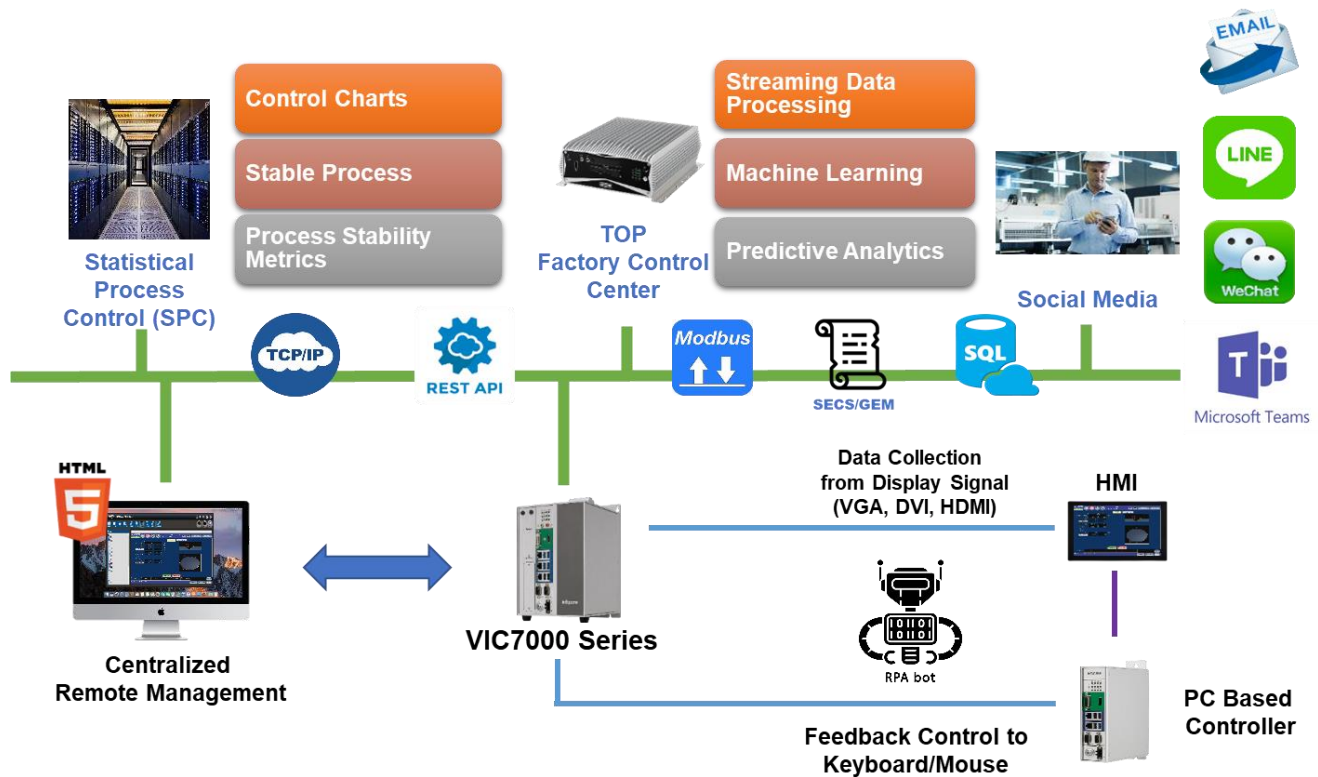 EMAIL
Control Charts
Stable Process
Process Stability
Metrics
Streaming Data
Processing
Machine Learning
Predictive Analytics
LINE
WeChat
Statistical
Process
Control (SPC)
TOP
Factory Control
Center
Social Media
TCP/IP
REST API
Modbus
SECS/GEM
SQL
T
Microsoft Teams
HTML
5
Centralized
Remote Management
VIC7000 Series
Data Collection
from Display Signal
(VGA, DVI, HDMI)
HMI
01011
00110
RPA bot
PC Based
Controller
Feedback Control to
Keyboard/Mouse